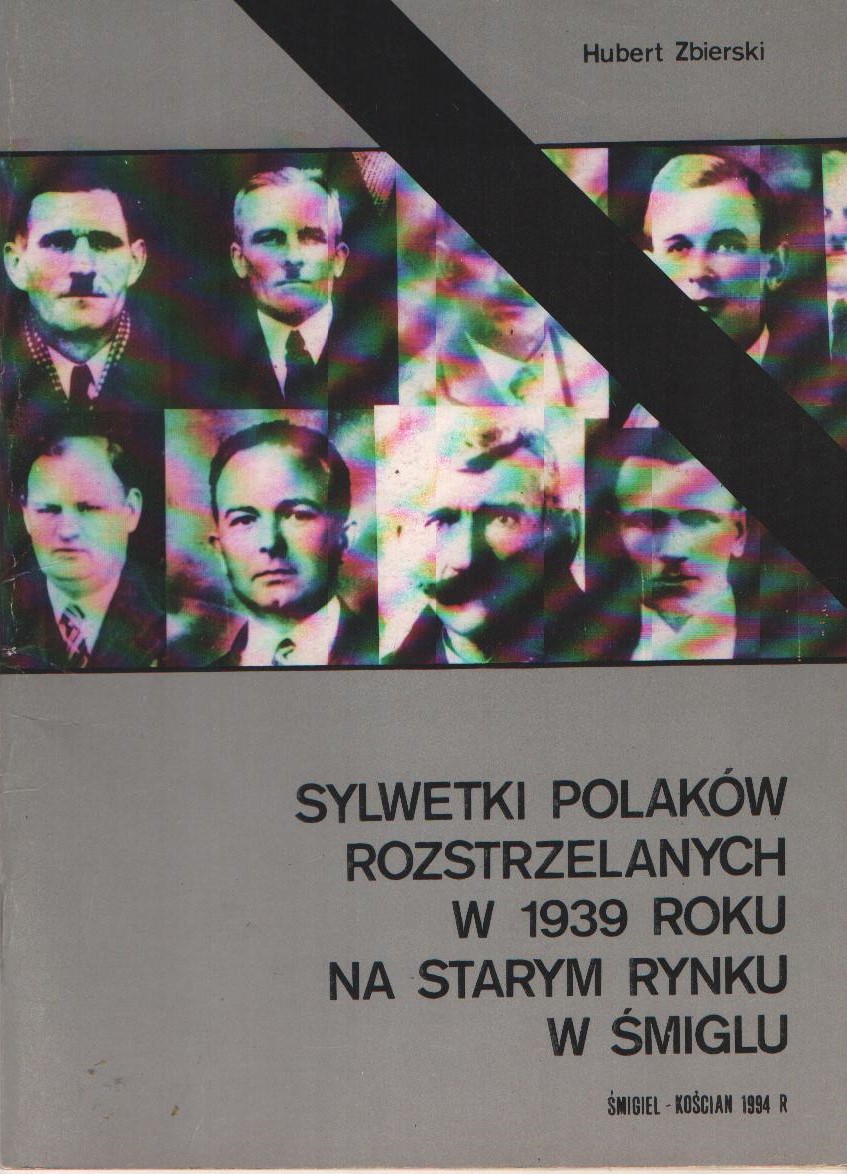 Hubert Zbierski
SYLWETKI POLAKÓW
ROZSTRZELANYCH
W 1939 ROKU
NA STARYM RYNKU
W ŚMIGLU
ŚMIGIEL - KOŚCIAN 1994 R